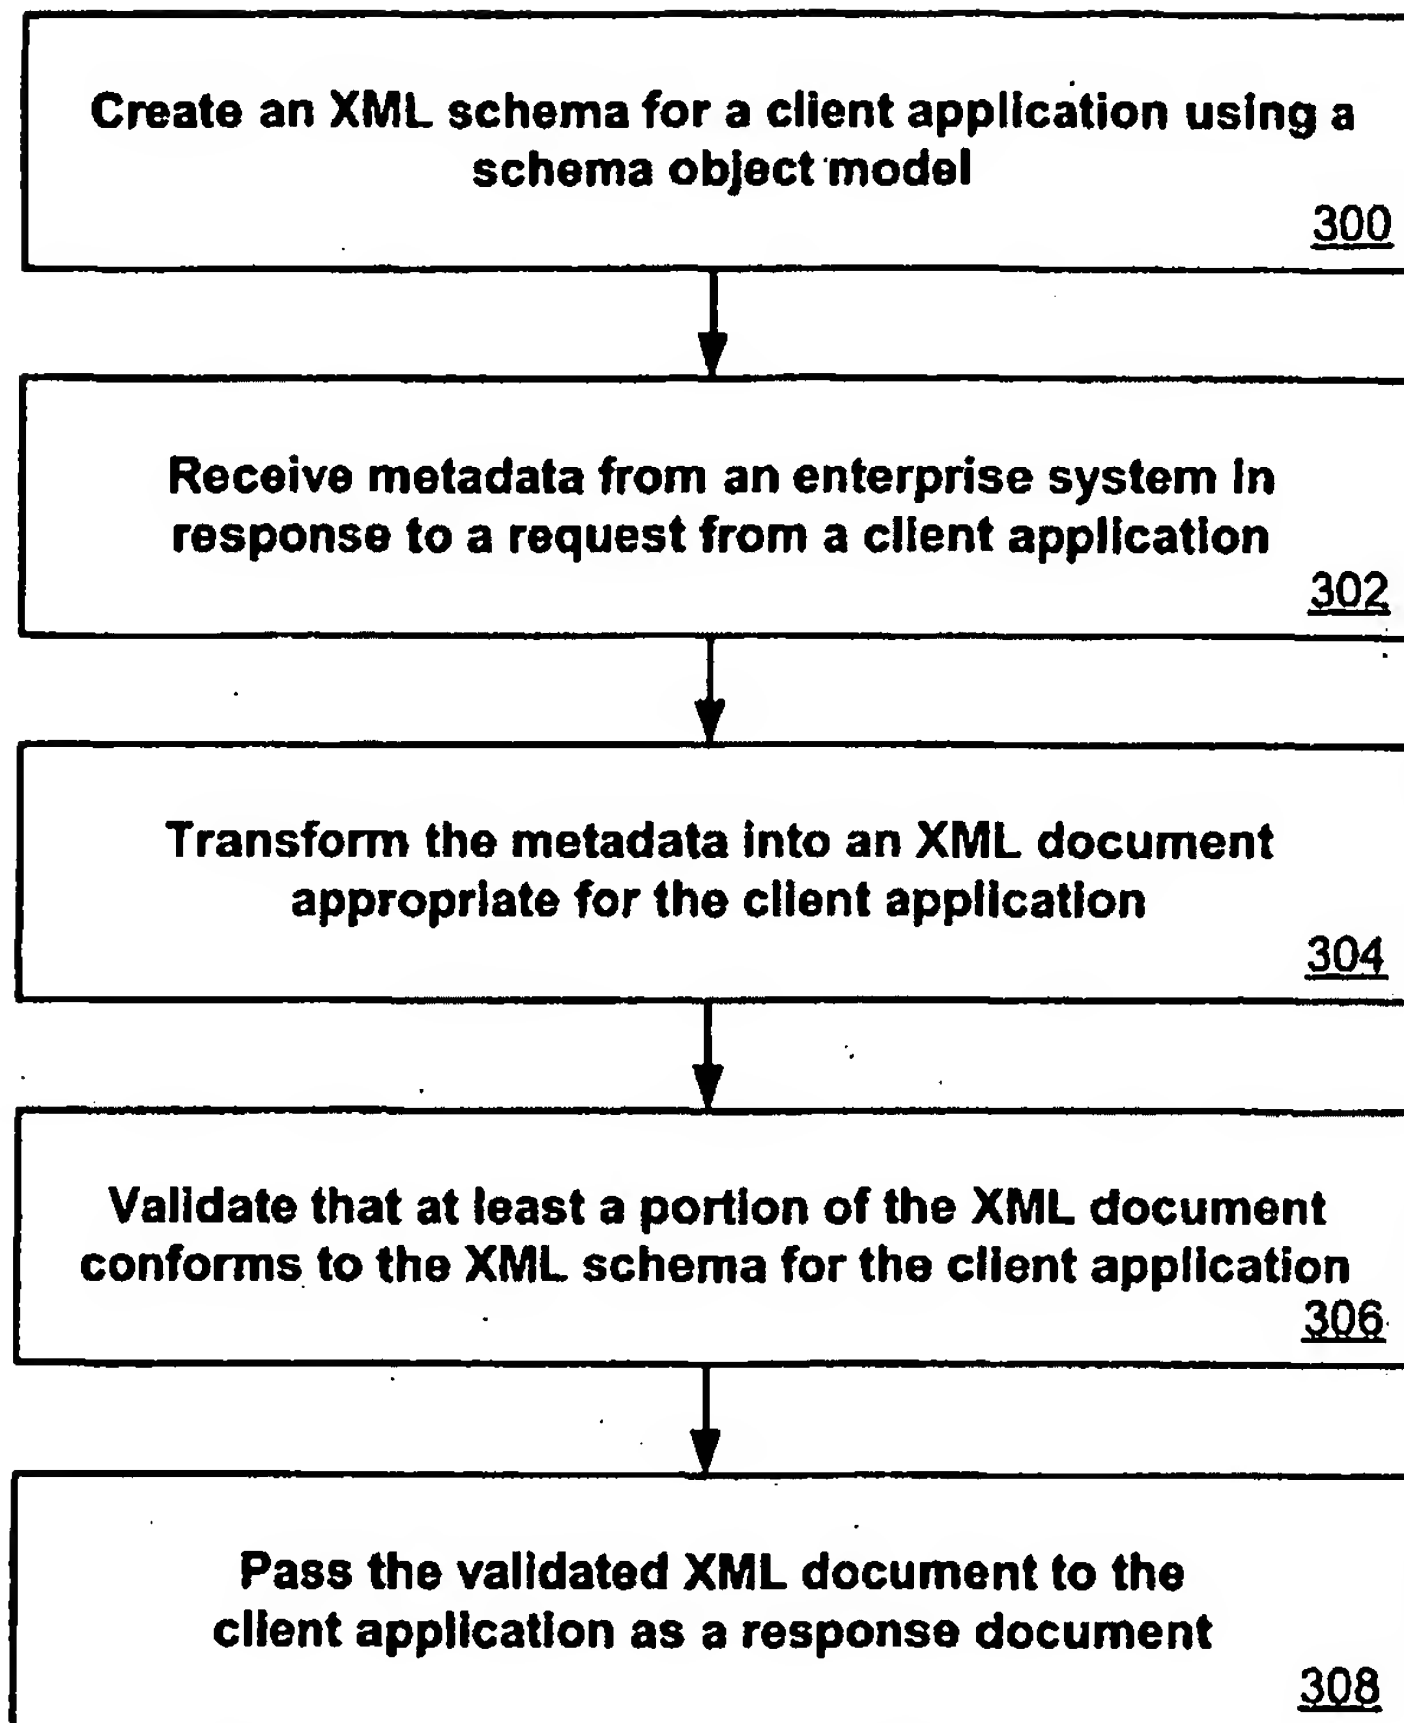 Create an XML schema for a client application using a
schema object model
300
Receive metadata from an enterprise system in
response to a request from a client application
302
Transform the metadata into an XML document
appropriate for the client application
304
Validate that at least a portion of the XML document
conforms to the XML schema for the client application
306
Pass the validated XML document to the
client application as a response document
308